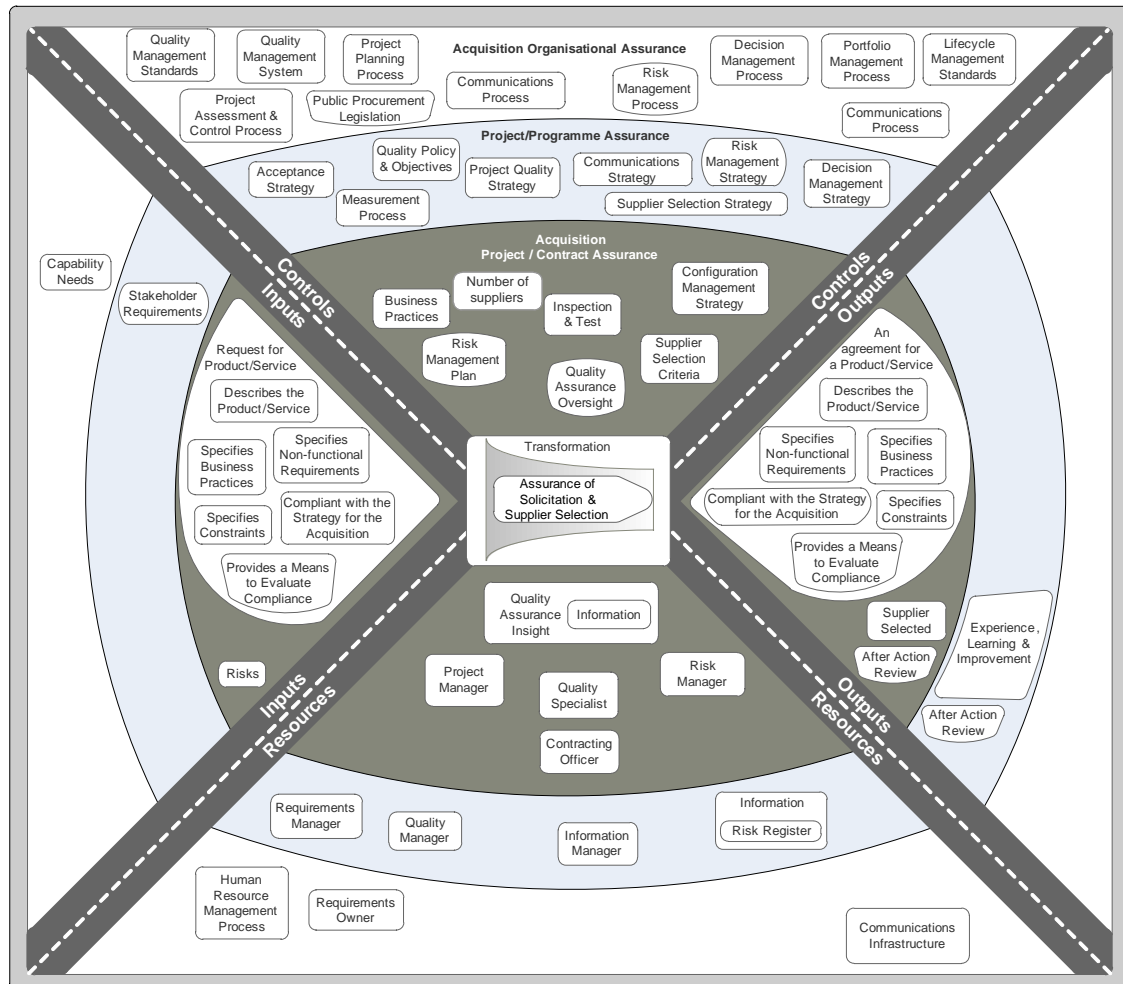 Quality
Management
Standards
Quality
Management
System
Project
Planning
Process
Acquisition Organisational Assurance
Decision
Management
Process
Portfolio
Management
Process
Lifecycle
Management
Standards
Project
Assessment &
Control Process
Public Procurement
Legislation
Communications
Process
Risk
Management
Process
Communications
Process
Project/Programme Assurance
Acceptance
Strategy
Quality Policy
& Objectives
Measurement
Process
Project Quality
Strategy
Communications
Strategy
Risk
Management
Strategy
Supplier Selection Strategy
Decision
Management
Strategy
Capability
Needs
Stakeholder
Requirements
Controls
Inputs
Controls
Outputs
Acquisition
Project / Contract Assurance
Business
Practices
Number of
suppliers
Inspection
& Test
Configuration
Management
Strategy
Risk
Management
Plan
Quality
Assurance
Oversight
Supplier
Selection
Criteria
Request for
Product/Service
Describes the
Product/Service
Specifies
Business
Practices
Specifies
Non-functional
Requirements
Specifies
Constraints
Compliant with the
Strategy for the
Acquisition
Provides a Means
to Evaluate
Compliance
Transformation
Assurance of
Solicitation &
Supplier Selection
An
agreement for
a Product/Service
Describes the
Product/Service
Specifies
Non-functional
Requirements
Specifies
Business
Practices
Compliant with the Strategy
for the Acquisition
Specifies
Constraints
Provides a Means
to Evaluate
Compliance
Risks
Quality
Assurance
Insight
Information
Project
Manager
Quality
Specialist
Risk
Manager
Contracting
Officer
Supplier
Selected
After Action
Review
Experience,
Learning &
Improvement
After Action
Review
Inputs
Resources
Outputs
Resources
Requirements
Manager
Quality
Manager
Information
Manager
Information
Risk Register
Human
Resource
Management
Process
Requirements
Owner
Communications
Infrastructure